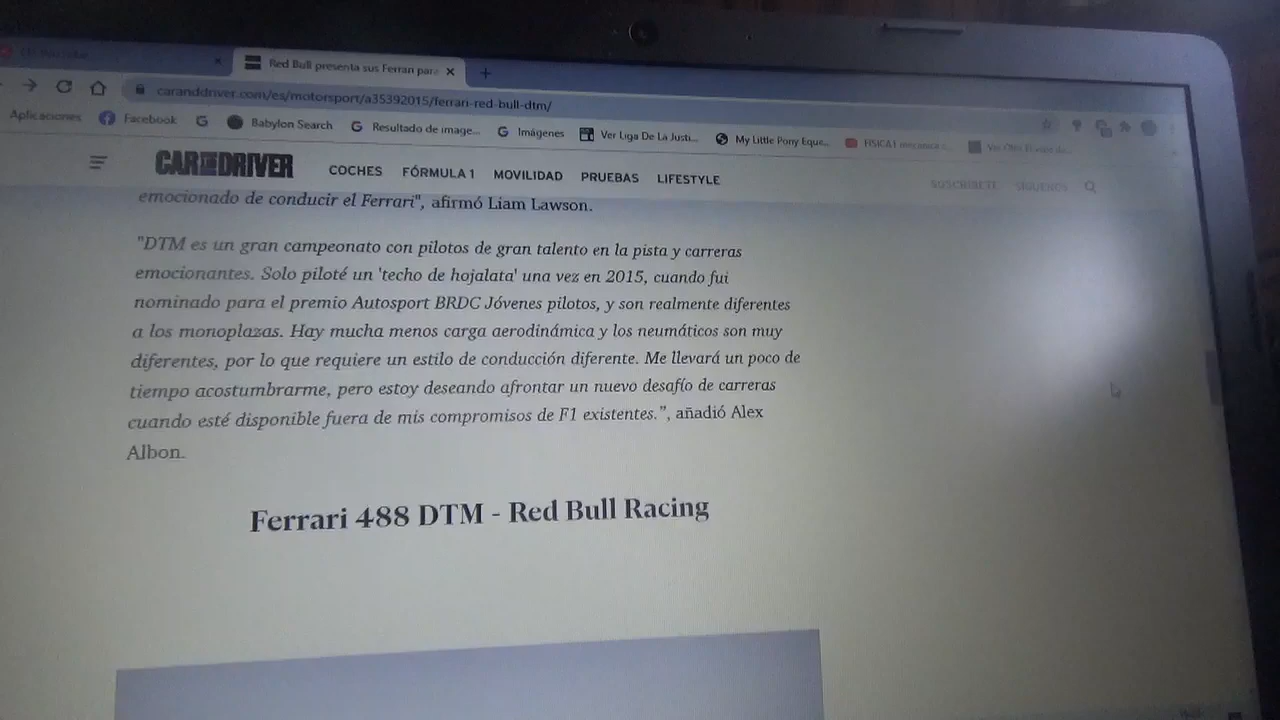 Red Bull presenta sus Ferrari para
caranddriver.com/es/motorsport/a35392015/ferrari-red-bull-dtm/
Aplicaciones Facebook Babylon Search Resultado de image... Imágenes Ver Liga De La Justi... My Little Pony Eque... FISICA1
CAR AND DRIVER COCHES FÓRMULA 1 MOVILIDAD PRUEBAS LIFESTYLE SUSCRÍBETE SÍGUENOS
emocionado de conducir el Ferrari", afirmó Liam Lawson.
"DTM es un gran campeonato con pilotos de gran talento en la pista y carreras
emocionantes. Solo piloté un 'techo de hojalata' una vez en 2015, cuando fui
nominado para el premio Autosport BRDC Jóvenes pilotos, y son realmente diferentes
a los monoplazas. Hay mucha menos carga aerodinámica y los neumáticos son muy
diferentes, por lo que requiere un estilo de conducción diferente. Me llevará un poco de
tiempo acostumbrarme, pero estoy deseando afrontar un nuevo desafío de carreras
cuando esté disponible fuera de mis compromisos de F1 existentes.", añadió Alex
Albon.
Ferrari 488 DTM - Red Bull Racing